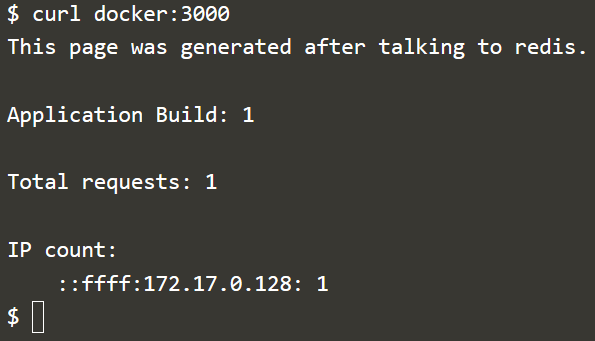 $ curl docker:3000
This page was generated after talking to redis.
Application Build: 1
Total requests: 1
IP count:
    ::ffff:172.17.0.128: 1
$